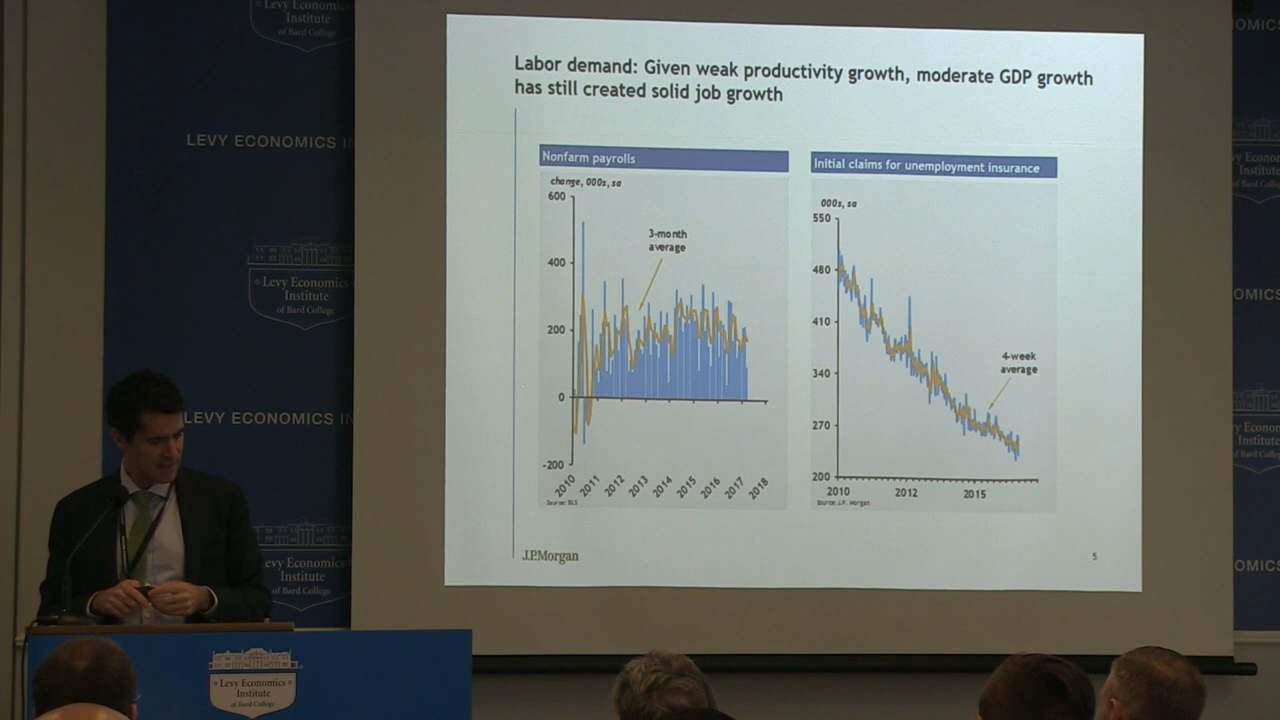 Levy Economics
Institute
of Bard College
LEVY ECONOMICS IN
Levy Economics
Institute
of Bard College
LEVY ECONOMICS IN
evy Economics
Institute
of Bard College
Levy Economics
Institute
of Bard College
Labor demand: Given weak productivity growth, moderate GDP growth
has still created solid job growth
Nonfarm payrolls
change, 000s, sa
600
400
200
0
-200
3-month
average
2010 2011 2012 2013 2014 2015 2016 2017 2018
Source: BLS
Initial claims for unemployment insurance
000s, sa
550
480
410
340
270
200
4-week
average
2010 2012 2015
Source: J.P. Morgan
J.P.Morgan
5
OMICS
OMICS
OMICS